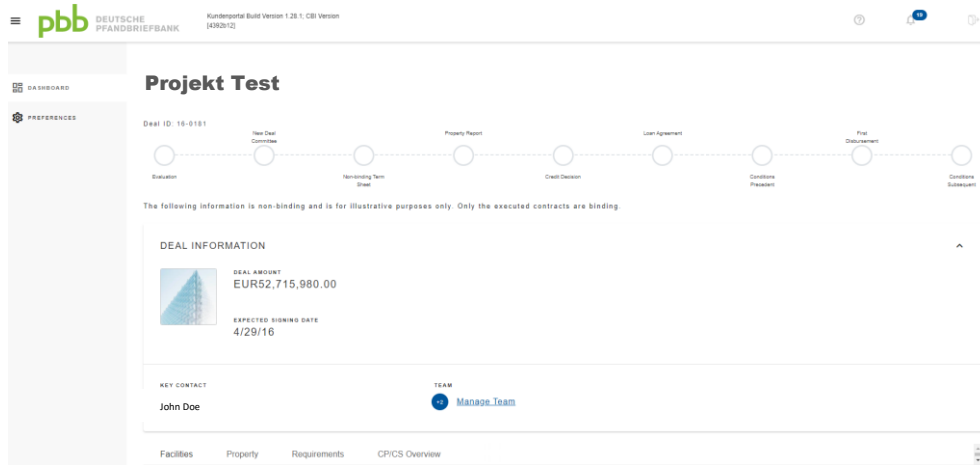 pbb DEUTSCHE
PFANDBRIEFBANK
Kundenportal Build Version 1.28.1; CBI Version
[4392b12]
19
DASHBOARD
PREFERENCES
Projekt Test
Deal ID: 16-0181
New Deal
Committee
Property Report
Loan Agreement
First
Disbursement
Evaluation
Non-binding Term
Sheet
Credit Decision
Conditions
Precedent
Conditions
Subsequent
The following information is non-binding and is for illustrative purposes only. Only the executed contracts are binding.
DEAL INFORMATION
DEAL AMOUNT
EUR52,715,980.00
EXPECTED SIGNING DATE
4/29/16
KEY CONTACT
John Doe
TEAM
+2 Manage Team
Facilities Property Requirements CP/CS Overview